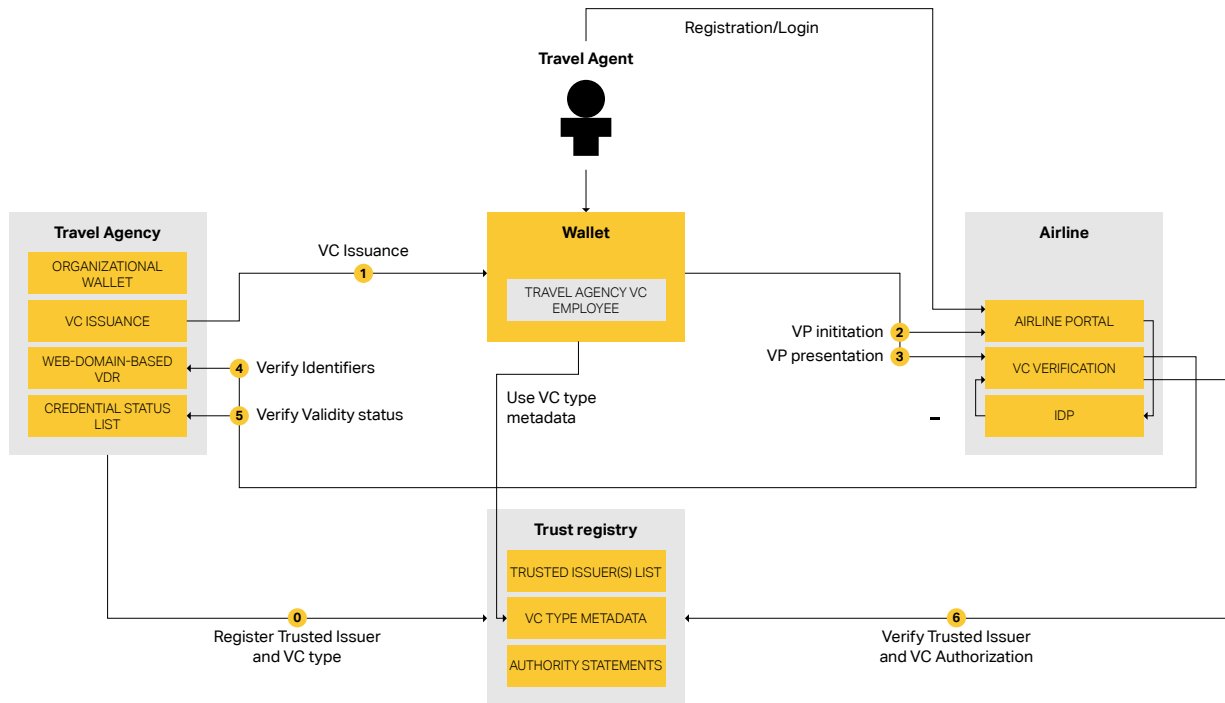 Registration/Login
Travel Agent
Travel Agency
ORGANIZATIONAL
WALLET
VC ISSUANCE
WEB-DOMAIN-BASED
VDR
CREDENTIAL STATUS
LIST
VC Issuance
1
Wallet
TRAVEL AGENCY VC
EMPLOYEE
Airline
AIRLINE PORTAL
VC VERIFICATION
IDP
VP inititation
2
VP presentation
3
4
Verify Identifiers
5
Verify Validity status
Use VC type
metadata
–
Trust registry
TRUSTED ISSUER(S) LIST
VC TYPE METADATA
AUTHORITY STATEMENTS
0
Register Trusted Issuer
and VC type
6
Verify Trusted Issuer
and VC Authorization